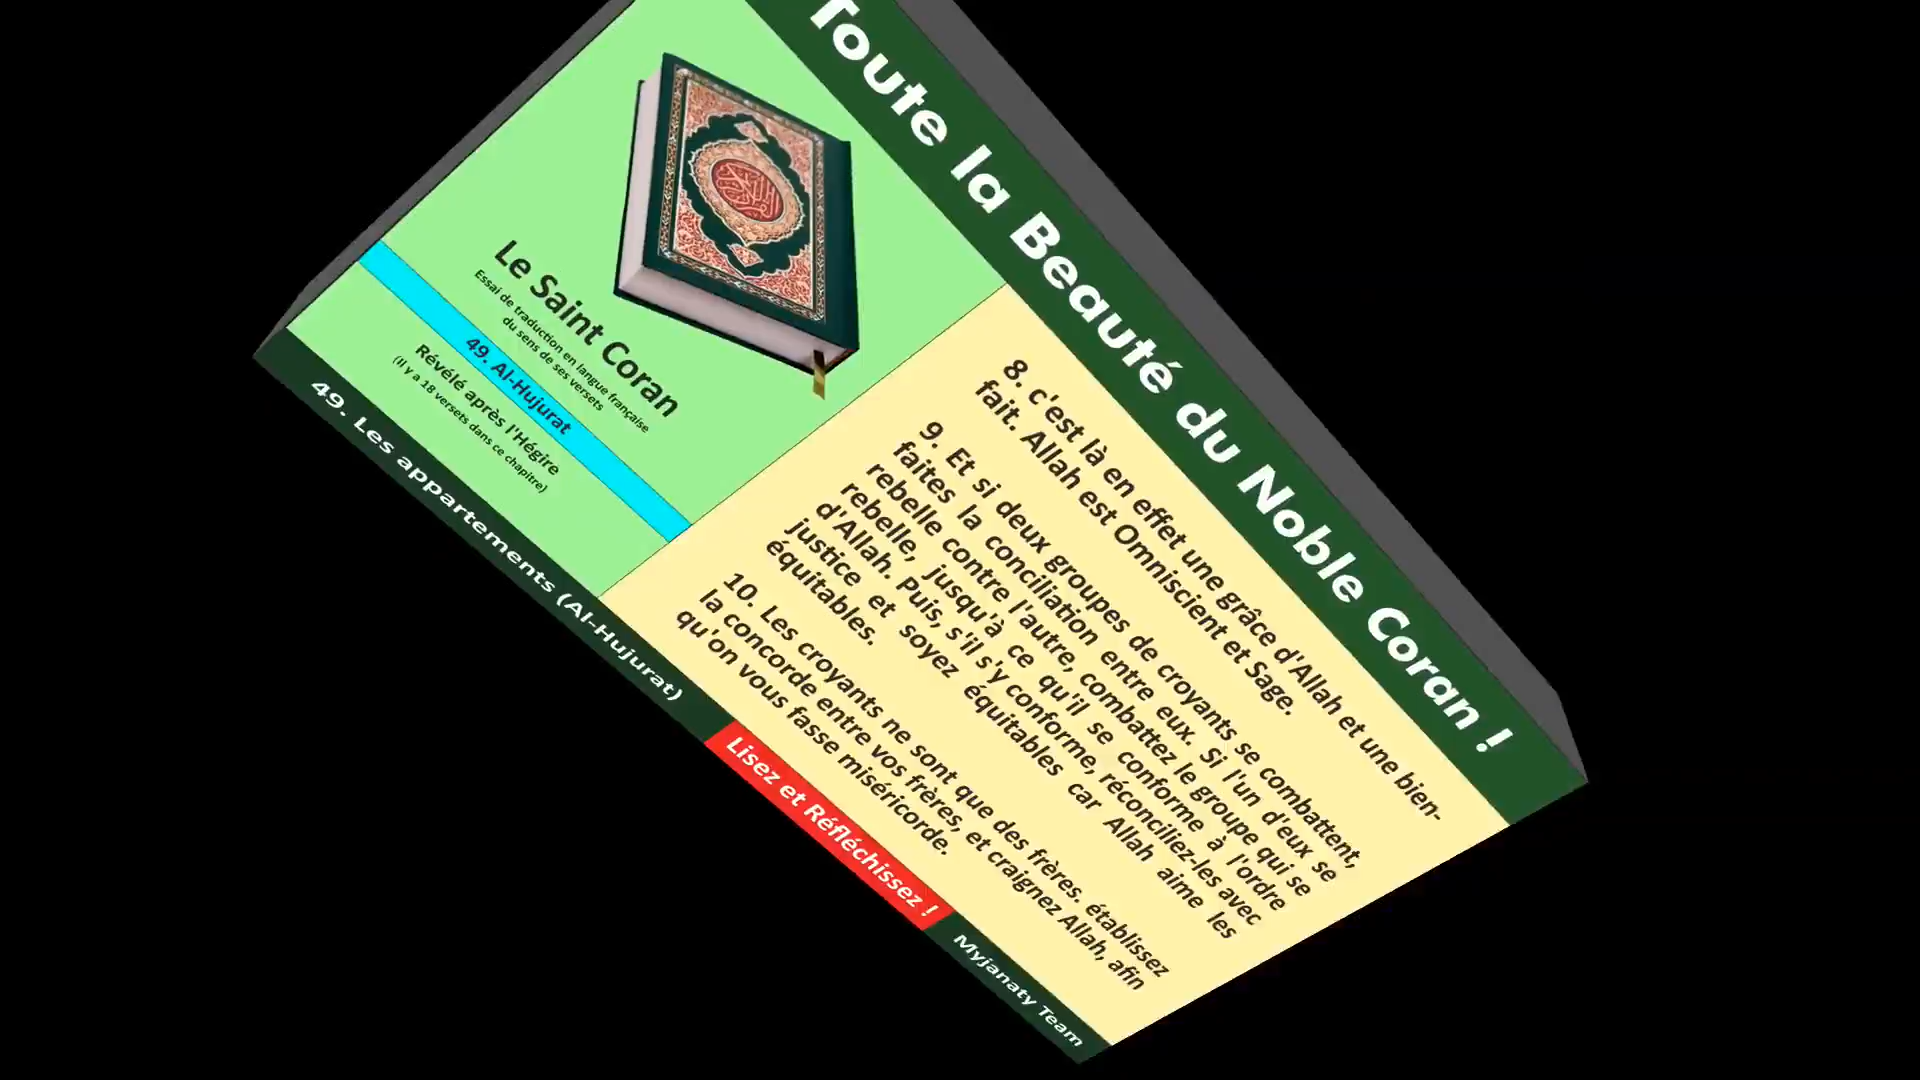 Toute la Beauté du Noble Coran !
Le Saint Coran
Essai de traduction en langue française
du sens de ses versets
49. Al-Hujurat
Révélé après l'Hégire
(Il y a 18 versets dans ce chapitre)
8. c'est là en effet une grâce d'Allah et une bien-
fait. Allah est Omniscient et Sage.
9. Et si deux groupes de croyants se combattent,
faites la conciliation entre eux. Si l'un d'eux se
rebelle contre l'autre, combattez le groupe qui se
rebelle, jusqu'à ce qu'il se conforme à l'ordre
d'Allah. Puis, s'il s'y conforme, réconciliez-les avec
justice et soyez équitables car Allah aime les
équitables.
10. Les croyants ne sont que des frères. établissez
la concorde entre vos frères, et craignez Allah, afin
qu'on vous fasse miséricorde.
49. Les appartements (Al-Hujurat)
Lisez et Réfléchissez !
Myjanaty Team